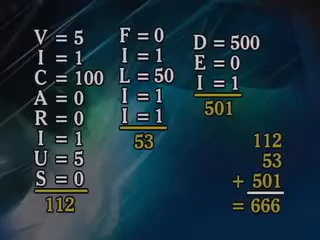 V = 5
I = 1
C = 100
A = 0
R = 0
I = 1
U = 5
S = 0
112
F = 0
I = 1
L = 50
I = 1
I = 1
53
D = 500
E = 0
I = 1
501
112
53
+ 501
= 666